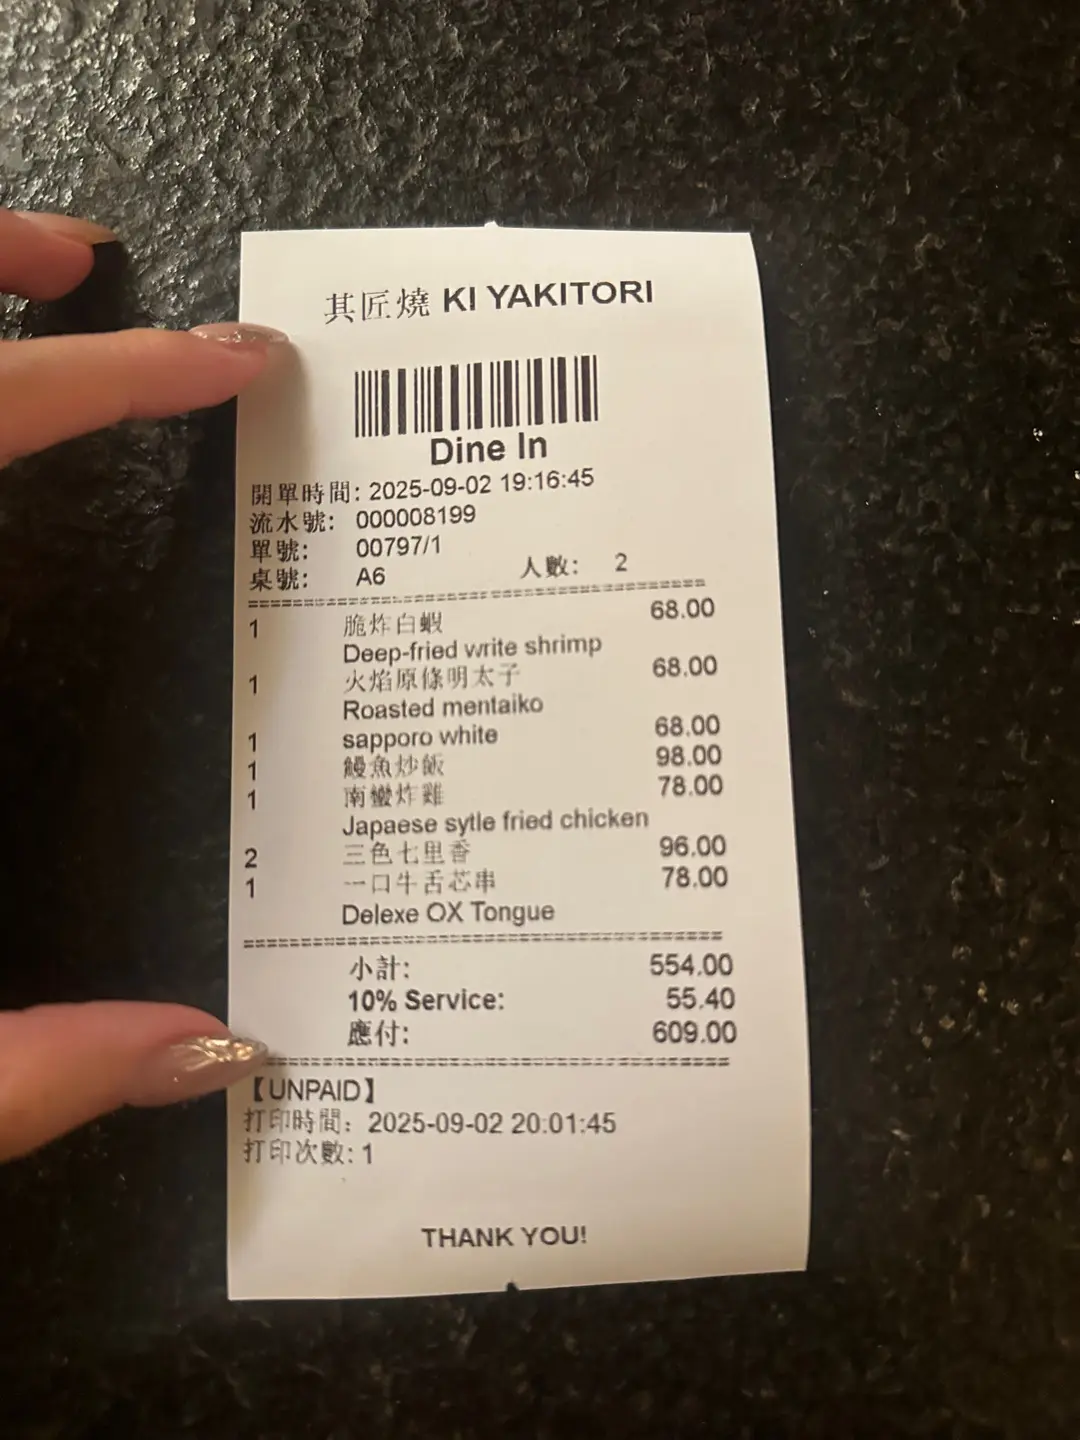 其匠燒 KI YAKITORI
Dine In
開單時間: 2025-09-02 19:16:45
流水號: 000008199
單號: 00797/1
桌號: A6 人數: 2
1 脆炸白蝦 68.00
Deep-fried write shrimp
1 火焰原條明太子 68.00
Roasted mentaiko
1 sapporo white 68.00
1 鰻魚炒飯 98.00
1 南蠻炸雞 78.00
Japaese sytle fried chicken
2 三色七里香 96.00
1 一口牛舌芯串 78.00
Delexe OX Tongue
小計: 554.00
10% Service: 55.40
應付: 609.00
【UNPAID】
打印時間: 2025-09-02 20:01:45
打印次數: 1
THANK YOU!